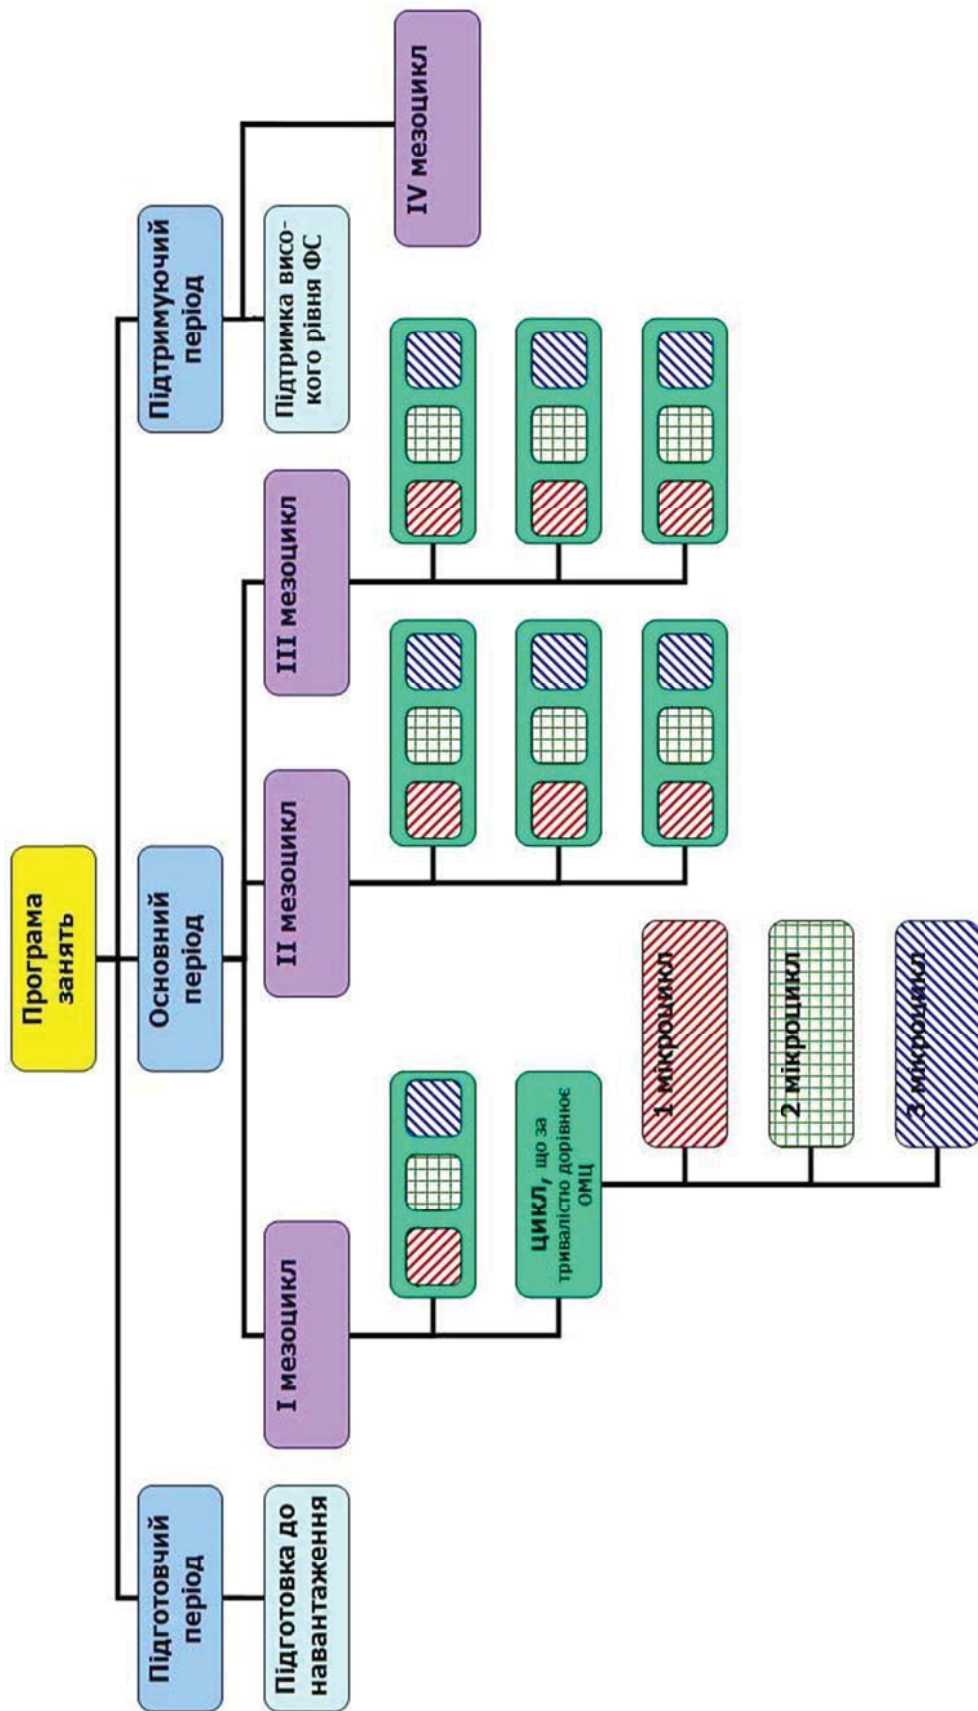 Програма
занять
Підготовчий
період
Основний
період
Підтримуючий
період
Підготовка до
навантаження
I мезоцикл
II мезоцикл
III мезоцикл
Підтримка висо-
кого рівня ФС
IV мезоцикл
ЦИКЛ, що за
тривалістю дорівнює
ОМЦ
1 мікроцикл
2 мікроцикл
3 мікроцикл